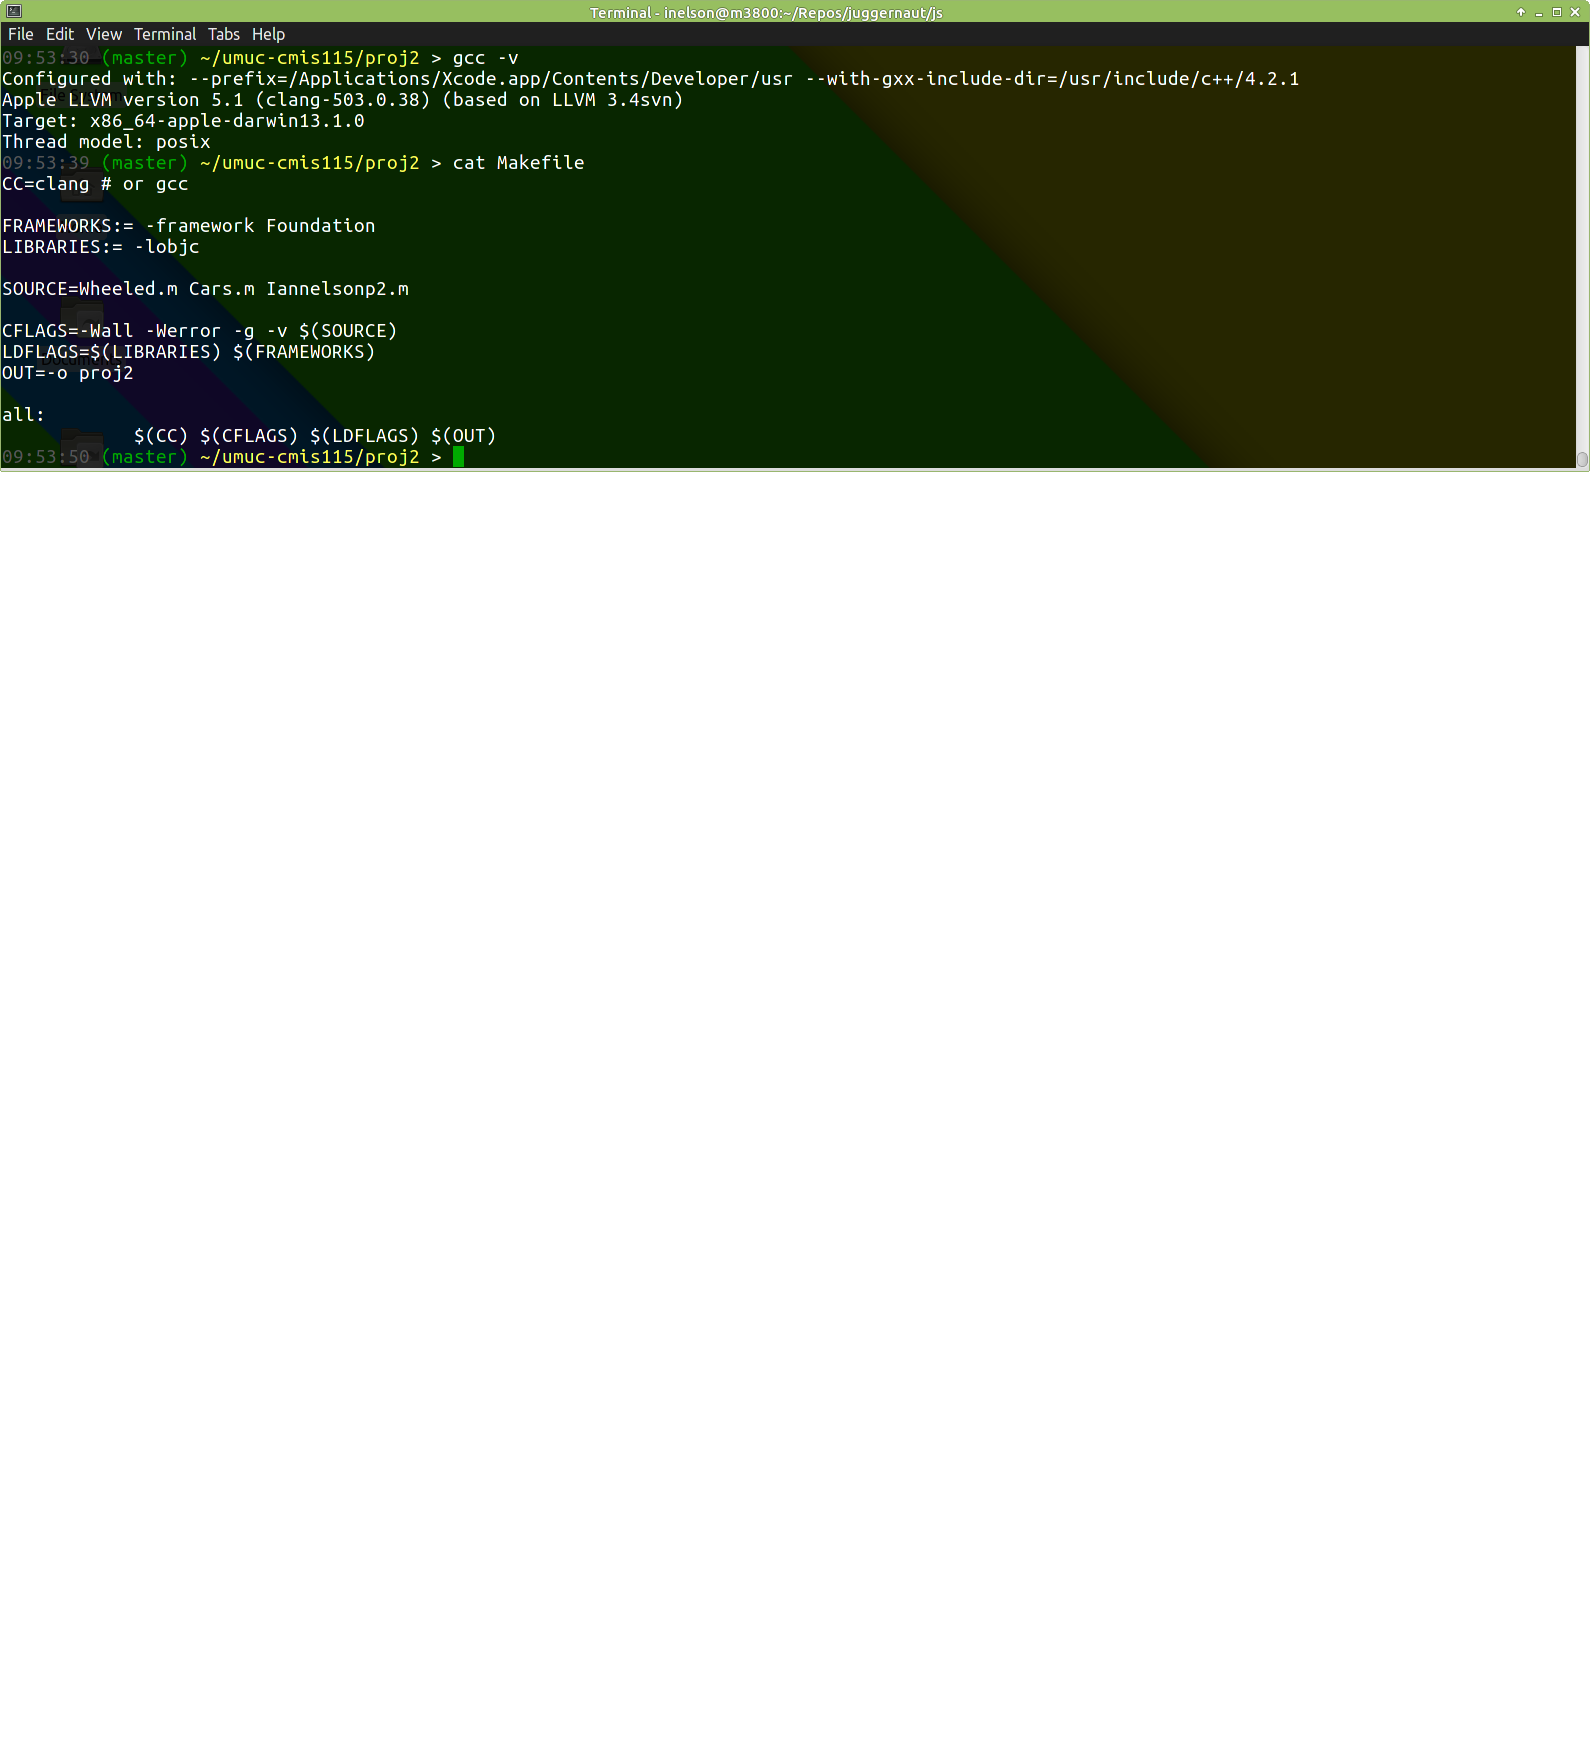 Terminal - inelson@m3800:~/Repos/juggernaut/js
File Edit View Terminal Tabs Help
09:53:30 (master) ~/umuc-cmis115/proj2 > gcc -v
Configured with: --prefix=/Applications/Xcode.app/Contents/Developer/usr --with-gxx-include-dir=/usr/include/c++/4.2.1
Apple LLVM version 5.1 (clang-503.0.38) (based on LLVM 3.4svn)
Target: x86_64-apple-darwin13.1.0
Thread model: posix
09:53:39 (master) ~/umuc-cmis115/proj2 > cat Makefile
CC=clang # or gcc
FRAMEWORKS:= -framework Foundation
LIBRARIES:= -lobjc
SOURCE=Wheeled.m Cars.m Iannelsonp2.m
CFLAGS=-Wall -Werror -g -v $(SOURCE)
LDFLAGS=$(LIBRARIES) $(FRAMEWORKS)
OUT=-o proj2
all:
$(CC) $(CFLAGS) $(LDFLAGS) $(OUT)
09:53:50 (master) ~/umuc-cmis115/proj2 >